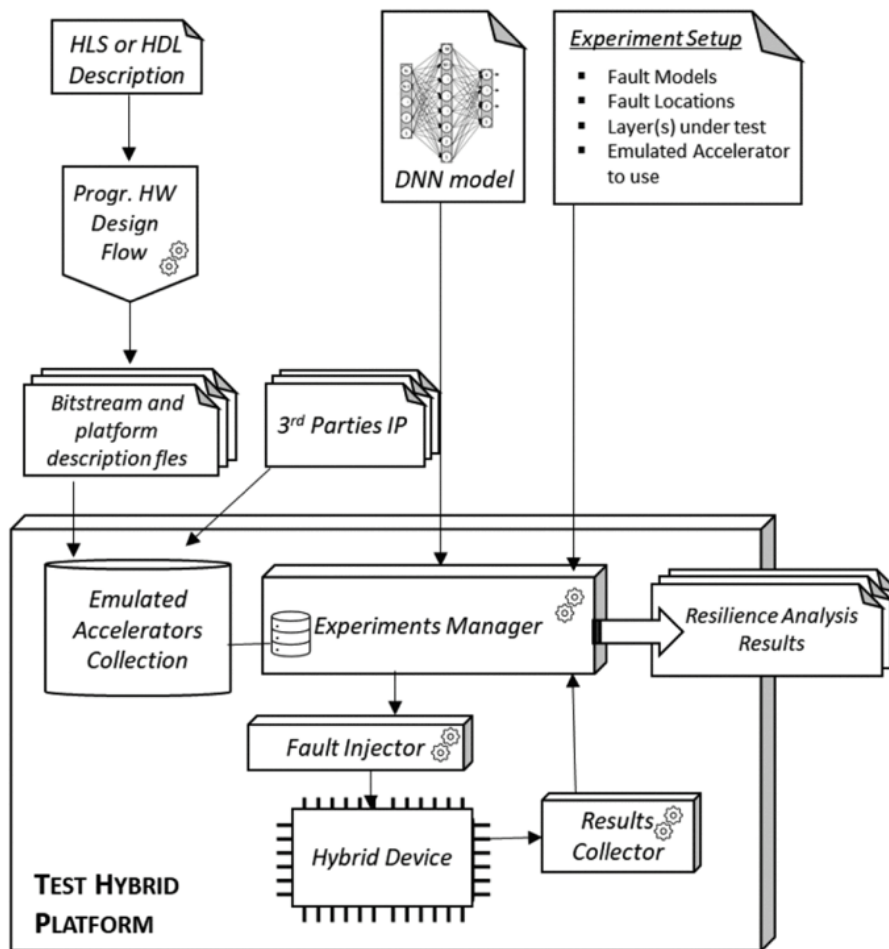 HLS or HDL
Description
Progr. HW
Design
Flow
Bitstream and
platform
description fles
3rd Parties IP
DNN model
Experiment Setup
▪ Fault Models
▪ Fault Locations
▪ Layer(s) under test
▪ Emulated Accelerator
to use
Emulated
Accelerators
Collection
Experiments Manager
Resilience Analysis
Results
Fault Injector
Hybrid Device
Results
Collector
TEST HYBRID
PLATFORM